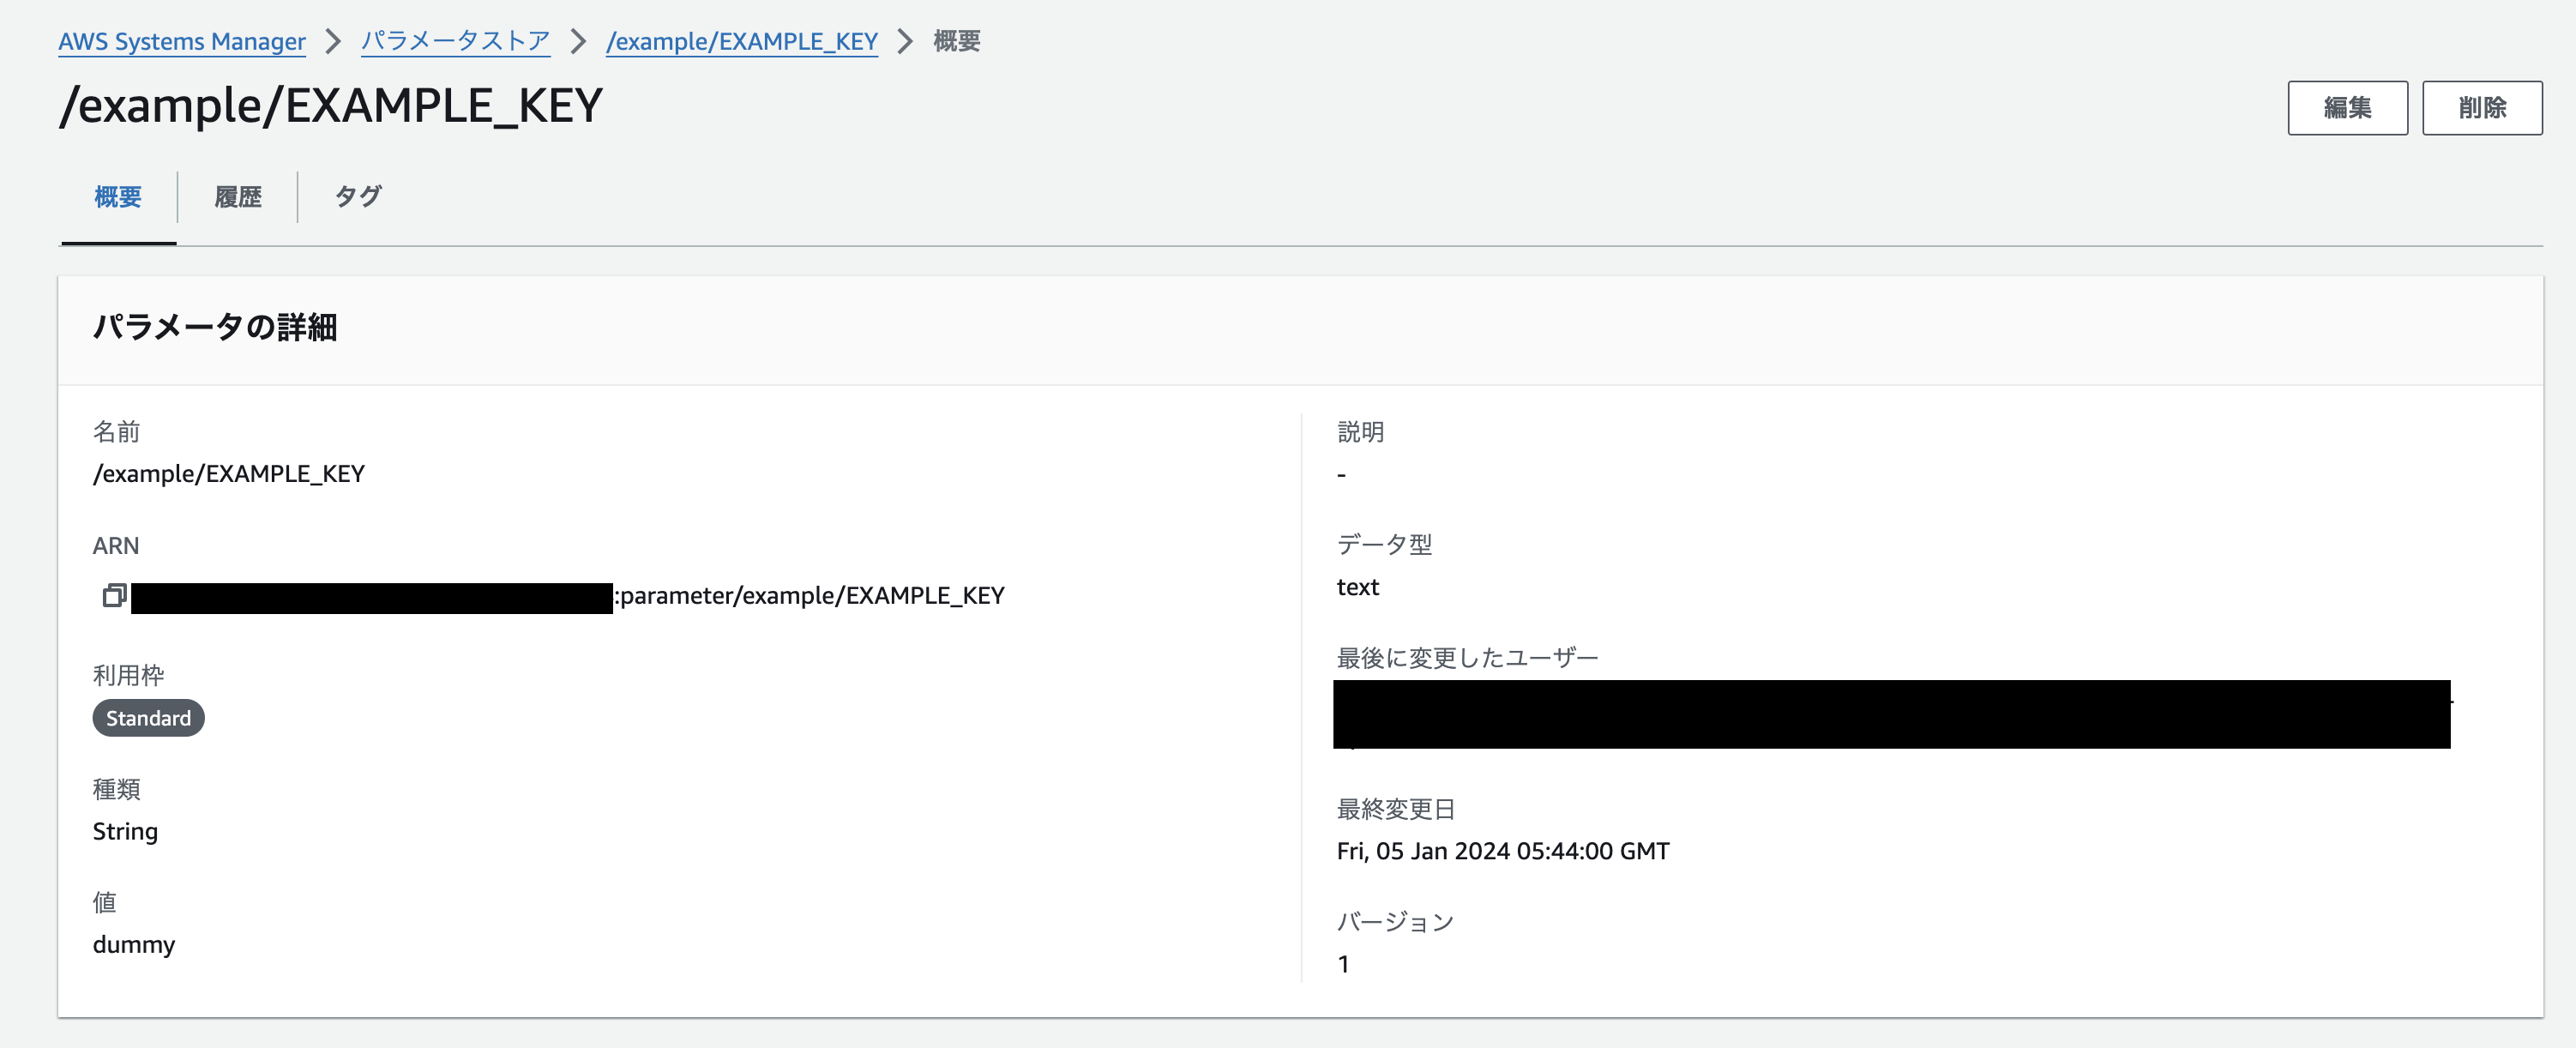 AWS Systems Manager > パラメータストア > /example/EXAMPLE_KEY > 概要
/example/EXAMPLE_KEY
編集 削除
概要 履歴 タグ
パラメータの詳細
名前
/example/EXAMPLE_KEY
ARN
:parameter/example/EXAMPLE_KEY
利用枠
Standard
種類
String
値
dummy
説明
-
データ型
text
最後に変更したユーザー
最終変更日
Fri, 05 Jan 2024 05:44:00 GMT
バージョン
1